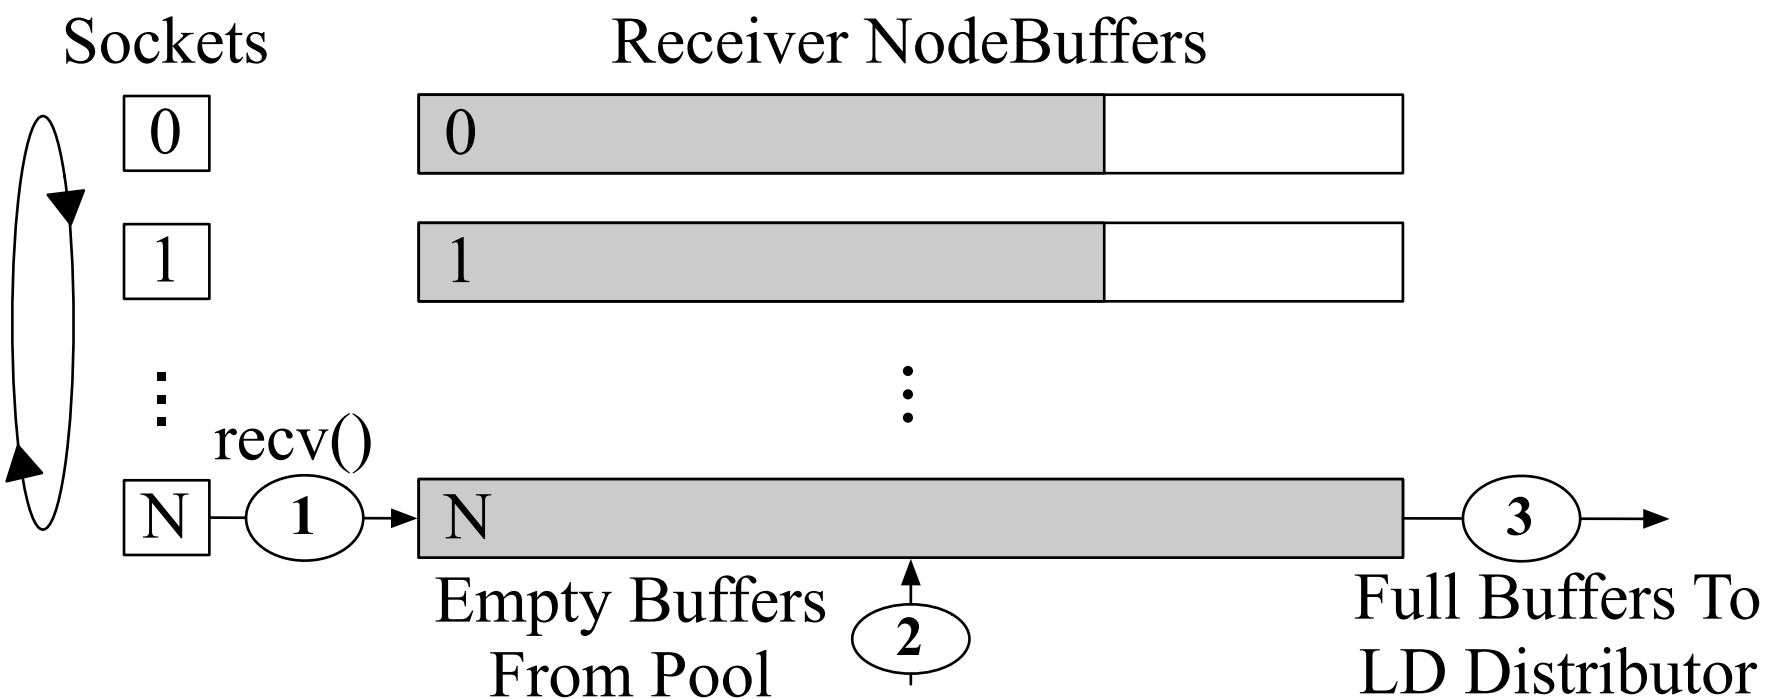 Sockets
Receiver NodeBuffers
0
0
1
1
recv()
N
1
N
3
Empty Buffers
From Pool
2
Full Buffers To
LD Distributor